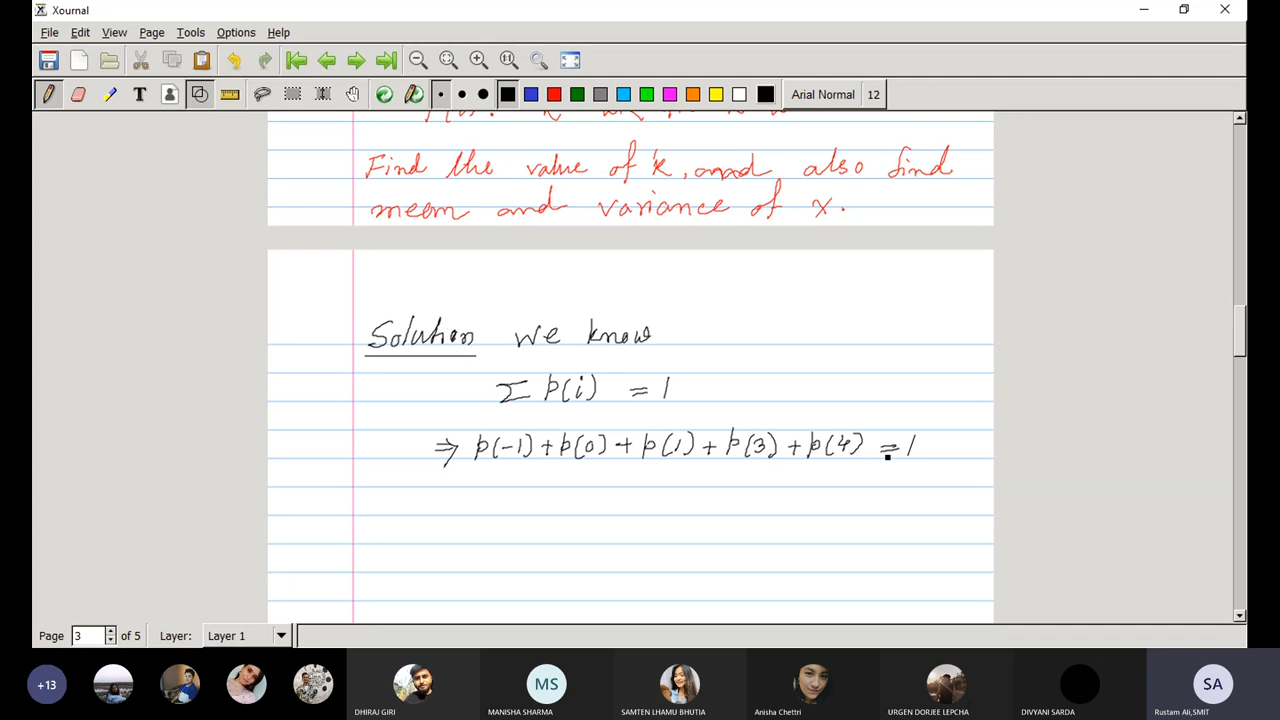 Xournal
File Edit View Page Tools Options Help
Arial Normal 12
Find the value of k, and also find
mean and variance of x.
Solution We know
Σ p(i) = 1
⇒ p(-1) + p(0) + p(1) + p(3) + p(4) = 1
Page 3 of 5 Layer: Layer 1
+13 MS SA
DHIRAJ GIRI MANISHA SHARMA SAMTEN LHAMU BHUTIA Anisha Chettri URGEN DORJEE LEPCHA DIVYANI SARDA Rustam Ali,SMIT